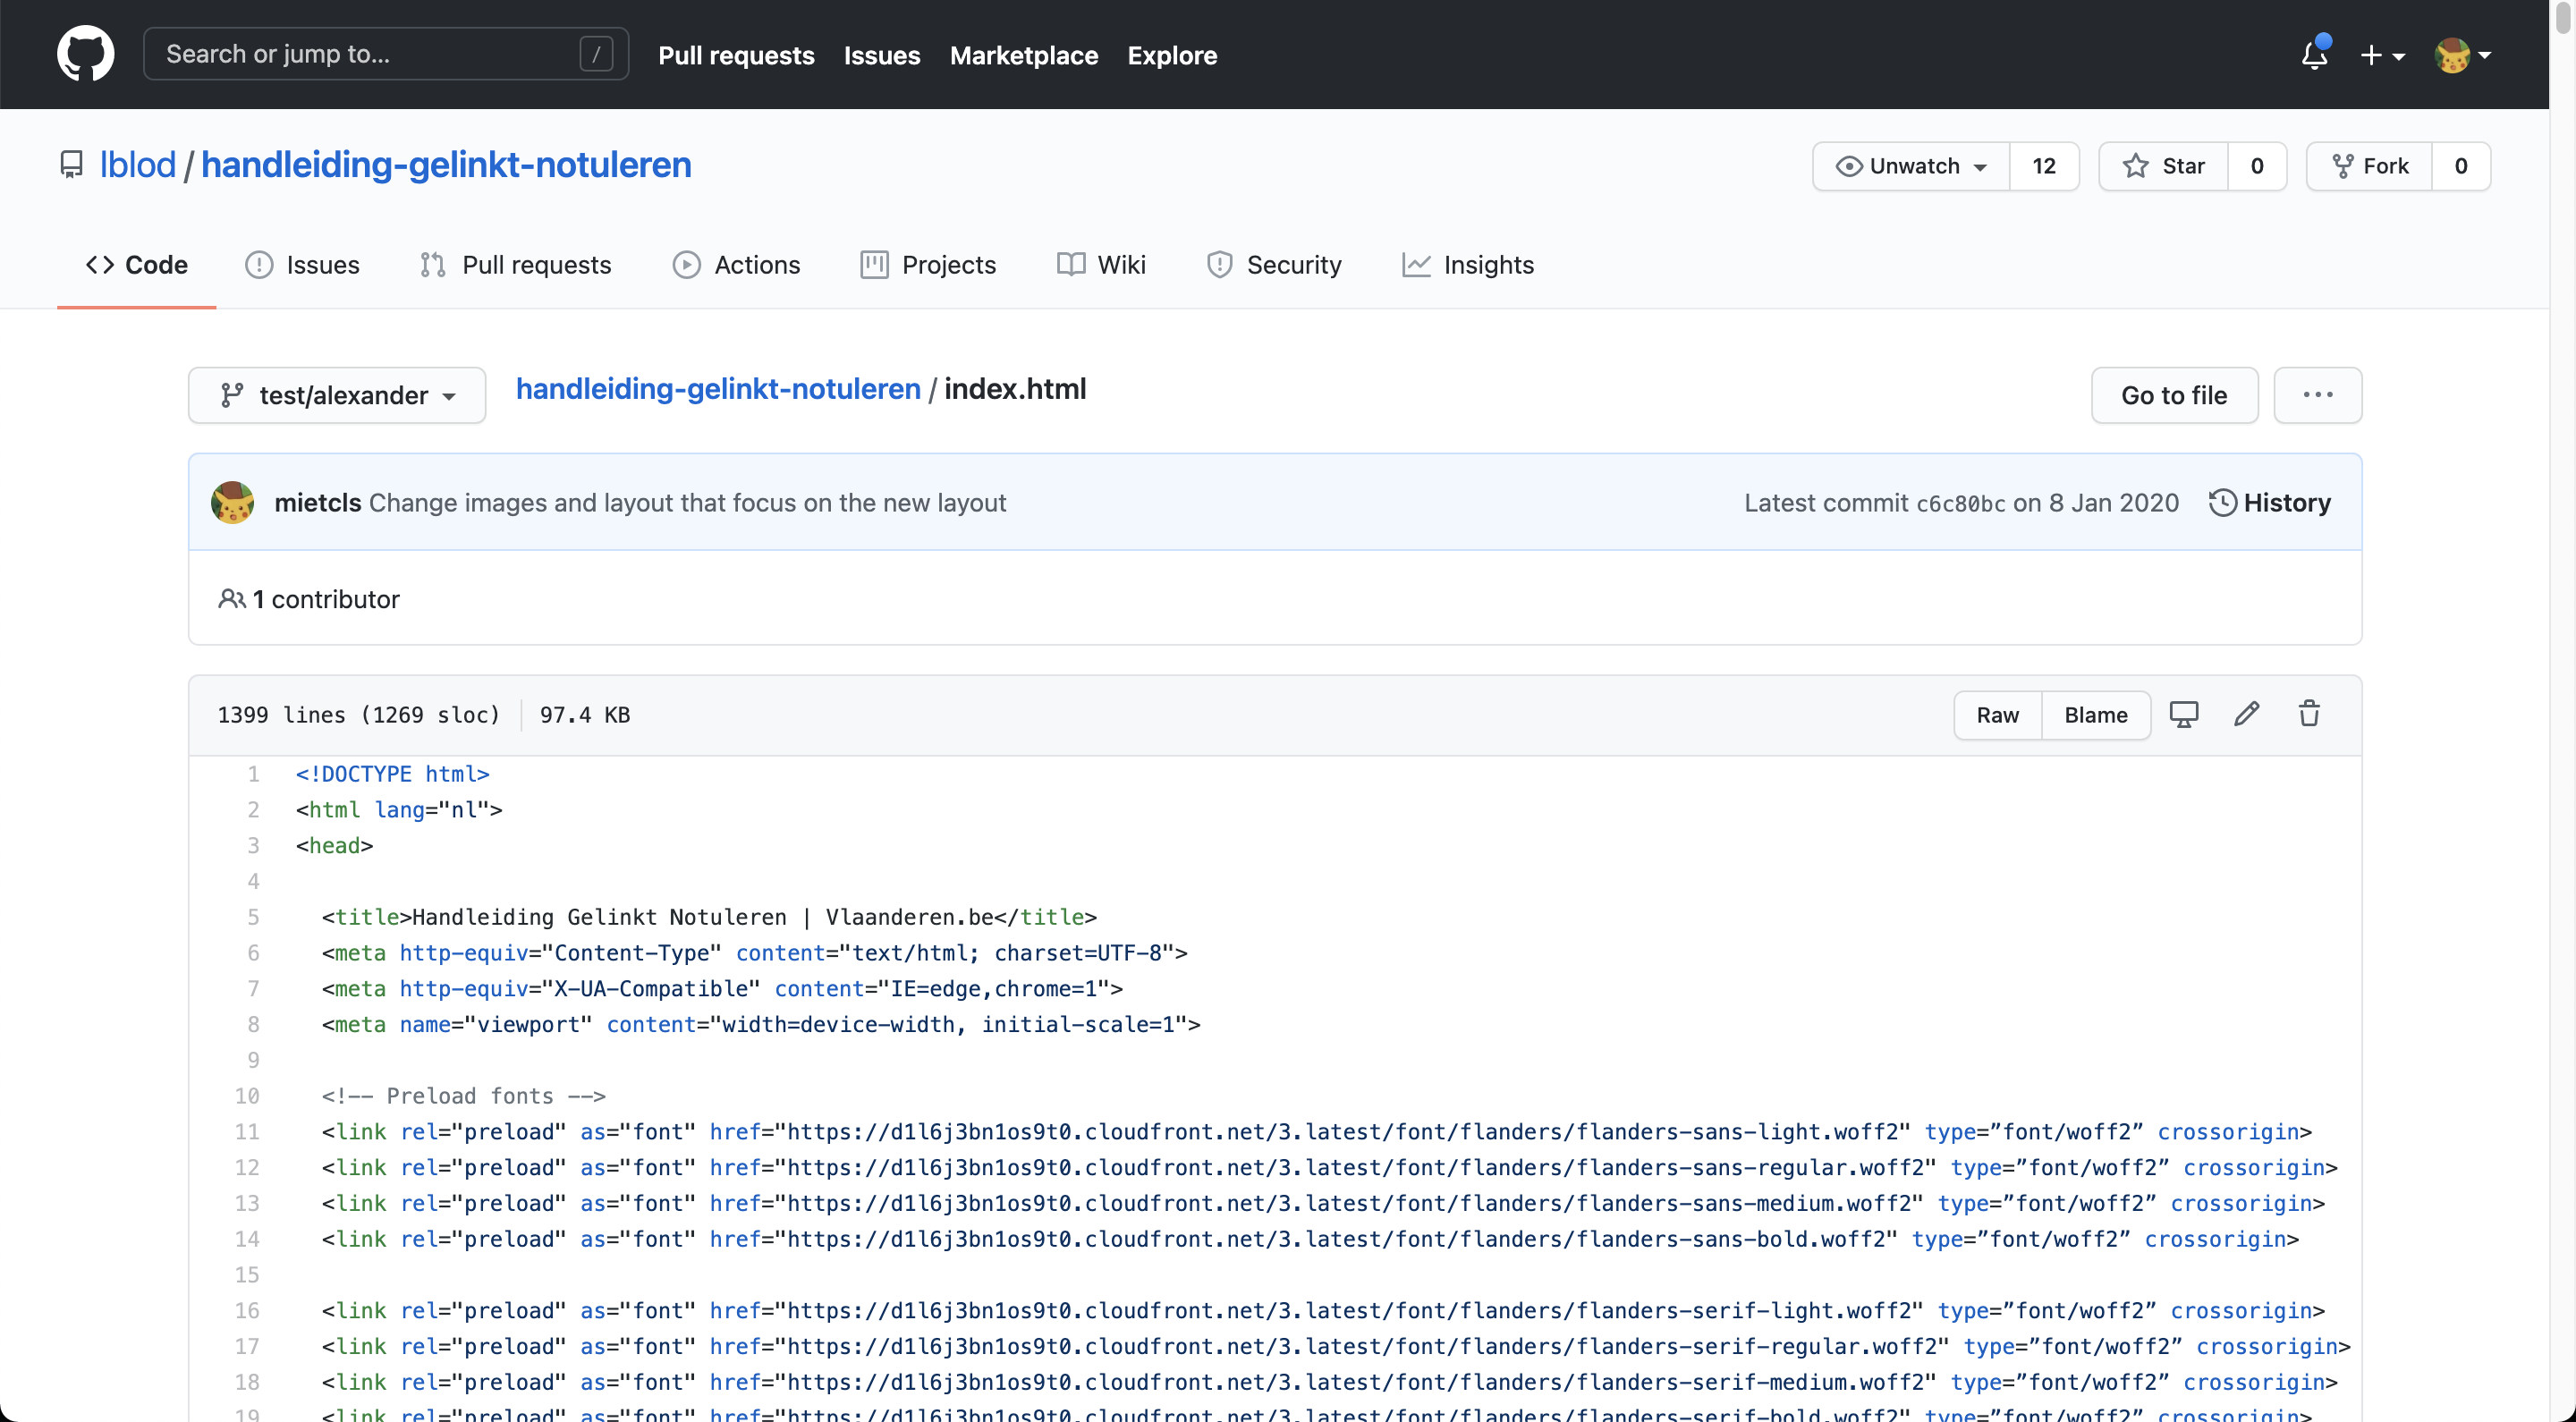 Search or jump to... /
Pull requests Issues Marketplace Explore
lblod / handleiding-gelinkt-notuleren
Unwatch 12 Star 0 Fork 0
Code Issues Pull requests Actions Projects Wiki Security Insights
test/alexander handleiding-gelinkt-notuleren / index.html Go to file ...
mietcls Change images and layout that focus on the new layout Latest commit c6c80bc on 8 Jan 2020 History
1 contributor
1399 lines (1269 sloc) 97.4 KB Raw Blame
1 <!DOCTYPE html>
2 <html lang="nl">
3 <head>
4
5 <title>Handleiding Gelinkt Notuleren | Vlaanderen.be</title>
6 <meta http-equiv="Content-Type" content="text/html; charset=UTF-8">
7 <meta http-equiv="X-UA-Compatible" content="IE=edge,chrome=1">
8 <meta name="viewport" content="width=device-width, initial-scale=1">
9
10 <!-- Preload fonts -->
11 <link rel="preload" as="font" href="https://d1l6j3bn1os9t0.cloudfront.net/3.latest/font/flanders/flanders-sans-light.woff2" type=”font/woff2” crossorigin>
12 <link rel="preload" as="font" href="https://d1l6j3bn1os9t0.cloudfront.net/3.latest/font/flanders/flanders-sans-regular.woff2" type=”font/woff2” crossorigin>
13 <link rel="preload" as="font" href="https://d1l6j3bn1os9t0.cloudfront.net/3.latest/font/flanders/flanders-sans-medium.woff2" type=”font/woff2” crossorigin>
14 <link rel="preload" as="font" href="https://d1l6j3bn1os9t0.cloudfront.net/3.latest/font/flanders/flanders-sans-bold.woff2" type=”font/woff2” crossorigin>
15
16 <link rel="preload" as="font" href="https://d1l6j3bn1os9t0.cloudfront.net/3.latest/font/flanders/flanders-serif-light.woff2" type=”font/woff2” crossorigin>
17 <link rel="preload" as="font" href="https://d1l6j3bn1os9t0.cloudfront.net/3.latest/font/flanders/flanders-serif-regular.woff2" type=”font/woff2” crossorigin>
18 <link rel="preload" as="font" href="https://d1l6j3bn1os9t0.cloudfront.net/3.latest/font/flanders/flanders-serif-medium.woff2" type=”font/woff2” crossorigin>
19 <link rel="preload" as="font" href="https://d1l6j3bn1os9t0.cloudfront.net/3.latest/font/flanders/flanders-serif-bold.woff2" type=”font/woff2” crossorigin>